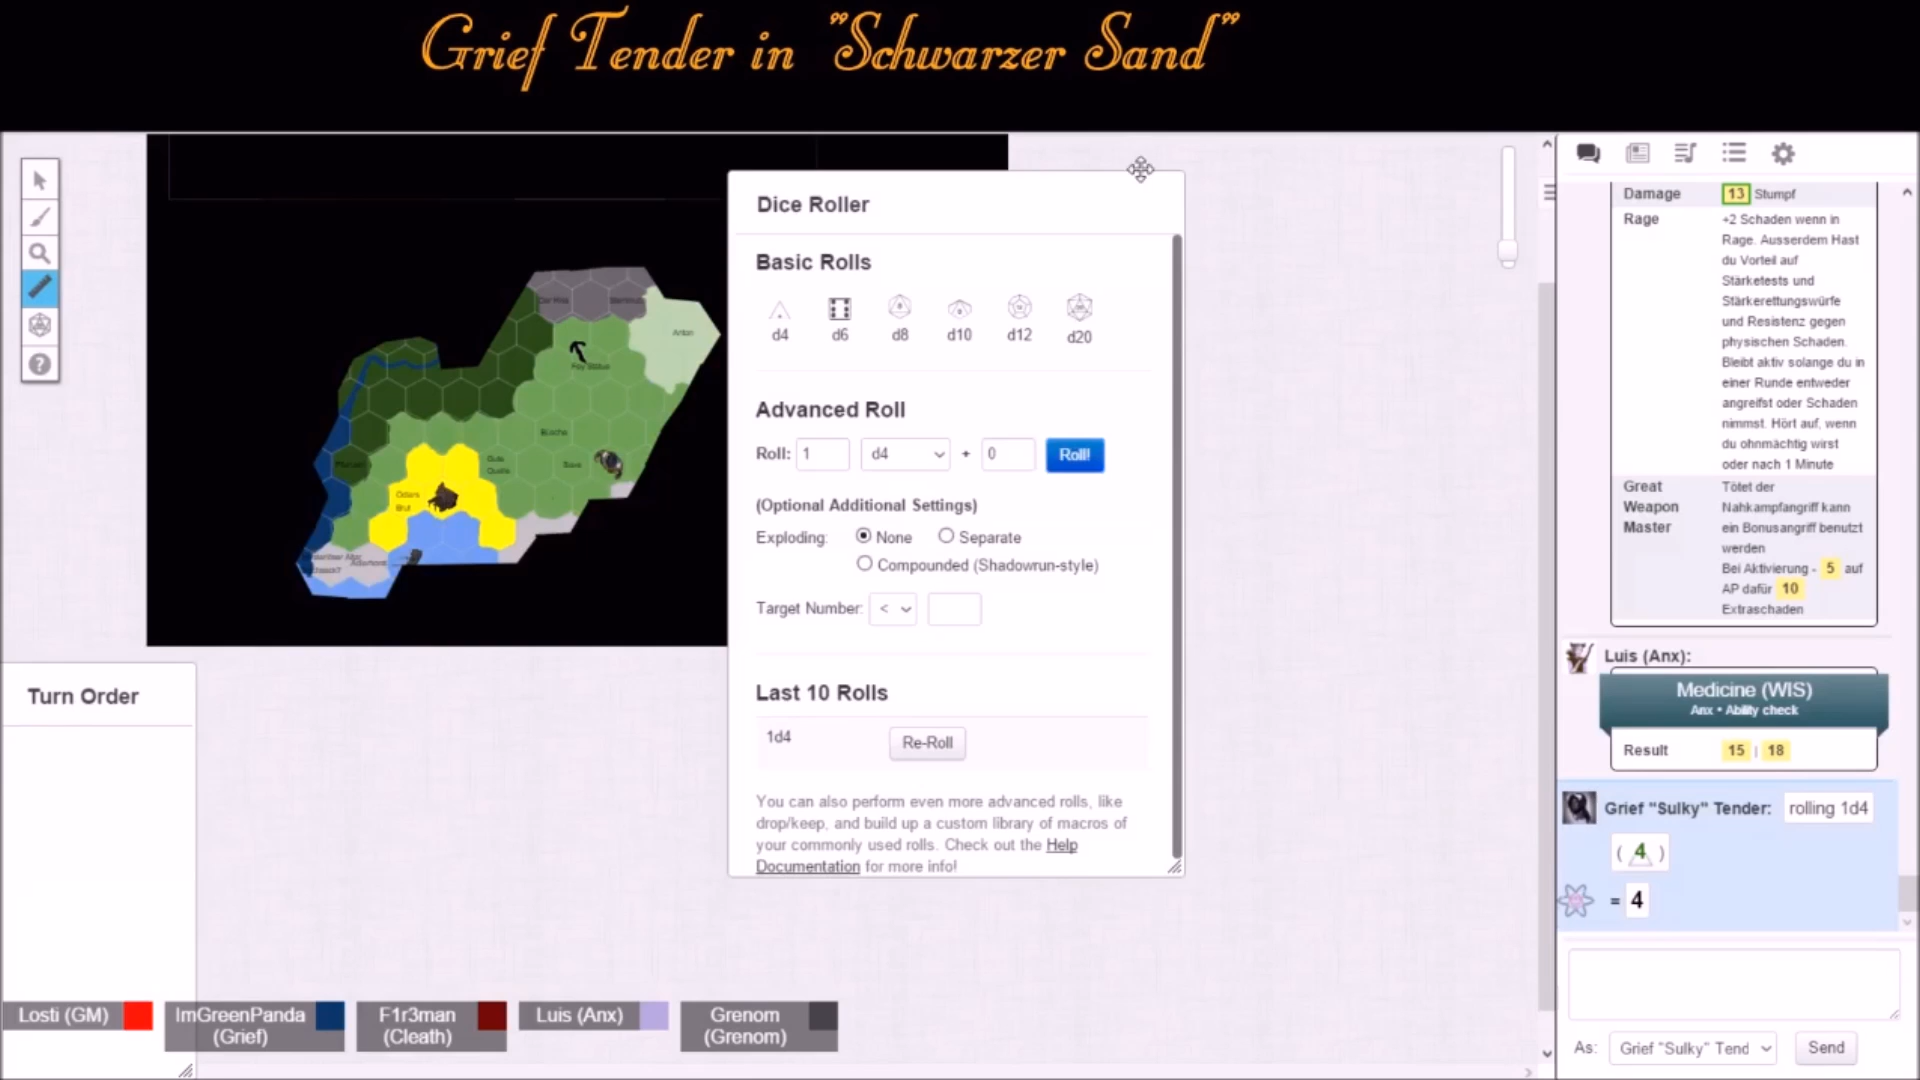 Grief Tender in "Schwarzer Sand"
Dice Roller
Basic Rolls
d4 d6 d8 d10 d12 d20
Advanced Roll
Roll: 1 d4 + 0 Roll!
(Optional Additional Settings)
Exploding: None Separate
Compounded (Shadowrun-style)
Target Number: <
Last 10 Rolls
1d4 Re-Roll
You can also perform even more advanced rolls, like
drop/keep, and build up a custom library of macros of
your commonly used rolls. Check out the Help
Documentation for more info!
Anton
Foy Status
Gute
Quelle
Save
Odans
Brut
Turn Order
Losti (GM)
ImGreenPanda
(Grief)
F1r3man
(Cleath)
Luis (Anx)
Grenom
(Grenom)
Damage 13 Stumpf
Rage +2 Schaden wenn in
Rage. Ausserdem Hast
du Vorteil auf
Stärketests und
Stärkerettungswürfe
und Resistenz gegen
physischen Schaden.
Bleibt aktiv solange du in
einer Runde entweder
angreifst oder Schaden
nimmst. Hört auf, wenn
du ohnmächtig wirst
oder nach 1 Minute
Great Weapon Master
Tötet der
Nahkampfangriff kann
ein Bonusangriff benutzt
werden
Bei Aktivierung - 5 auf
AP dafür 10
Extraschaden
Luis (Anx):
Medicine (WIS)
Anx • Ability check
Result 15 | 18
Grief "Sulky" Tender: rolling 1d4
( 4 )
= 4
As: Grief "Sulky" Tend Send